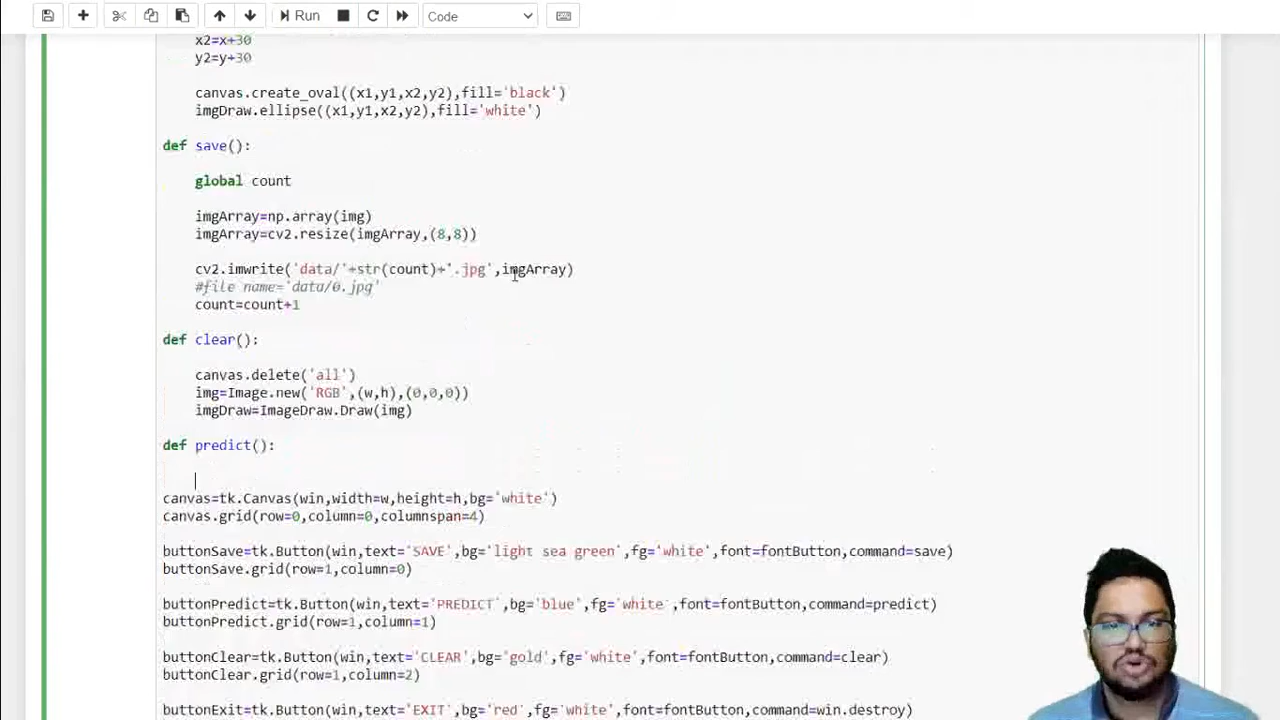 Run
Code
x2=x+30
y2=y+30
canvas.create_oval((x1,y1,x2,y2),fill='black')
imgDraw.ellipse((x1,y1,x2,y2),fill='white')
def save():
global count
imgArray=np.array(img)
imgArray=cv2.resize(imgArray,(8,8))
cv2.imwrite('data/'+str(count)+'.jpg',imgArray)
#file name='data/0.jpg'
count=count+1
def clear():
canvas.delete('all')
img=Image.new('RGB',(w,h),(0,0,0))
imgDraw=ImageDraw.Draw(img)
def predict():
canvas=tk.Canvas(win,width=w,height=h,bg='white')
canvas.grid(row=0,column=0,columnspan=4)
buttonSave=tk.Button(win,text='SAVE',bg='light sea green',fg='white',font=fontButton,command=save)
buttonSave.grid(row=1,column=0)
buttonPredict=tk.Button(win,text='PREDICT',bg='blue',fg='white',font=fontButton,command=predict)
buttonPredict.grid(row=1,column=1)
buttonClear=tk.Button(win,text='CLEAR',bg='gold',fg='white',font=fontButton,command=clear)
buttonClear.grid(row=1,column=2)
buttonExit=tk.Button(win,text='EXIT',bg='red',fg='white',font=fontButton,command=win.destroy)